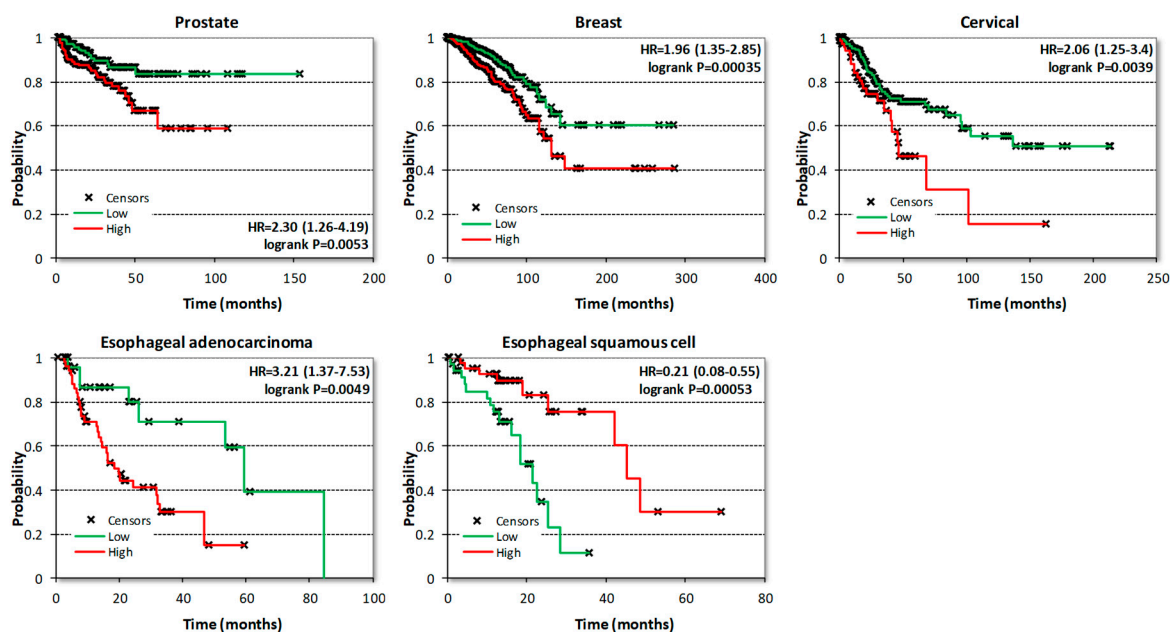 Prostate
1
0.8
0.6
0.4
0.2
0
Probability
Censors
Low
High
HR=2.30 (1.26-4.19)
logrank P=0.0053
0 50 100 150 200
Time (months)
Breast
1
0.8
0.6
0.4
0.2
0
Probability
HR=1.96 (1.35-2.85)
logrank P=0.00035
Censors
Low
High
0 100 200 300 400
Time (months)
Cervical
1
0.8
0.6
0.4
0.2
0
Probability
HR=2.06 (1.25-3.4)
logrank P=0.0039
Censors
Low
High
0 50 100 150 200 250
Time (months)
Esophageal adenocarcinoma
1
0.8
0.6
0.4
0.2
0
Probability
HR=3.21 (1.37-7.53)
logrank P=0.0049
Censors
Low
High
0 20 40 60 80 100
Time (months)
Esophageal squamous cell
1
0.8
0.6
0.4
0.2
0
Probability
HR=0.21 (0.08-0.55)
logrank P=0.00053
Censors
Low
High
0 20 40 60 80
Time (months)